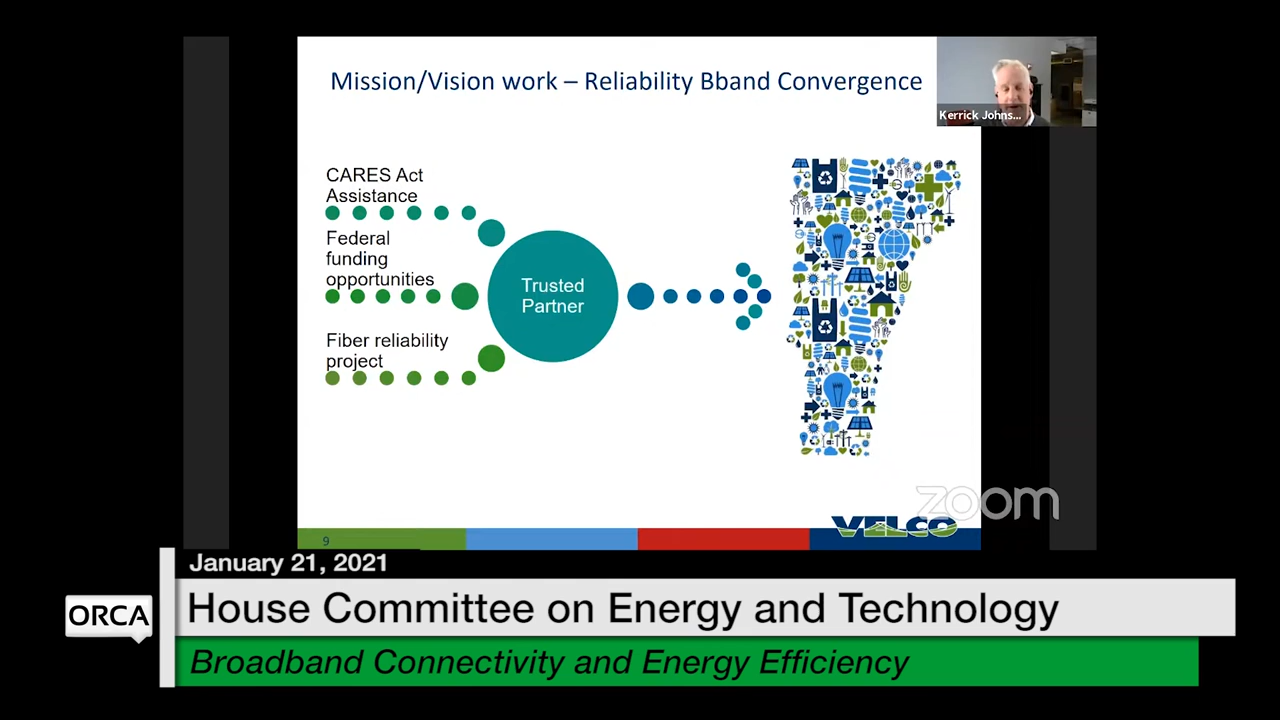 Mission/Vision work – Reliability Bband Convergence
Kerrick Johns...
CARES Act
Assistance
Federal
funding
opportunities
Fiber reliability
project
Trusted
Partner
zoom
9
VELCO
January 21, 2021
ORCA
House Committee on Energy and Technology
Broadband Connectivity and Energy Efficiency